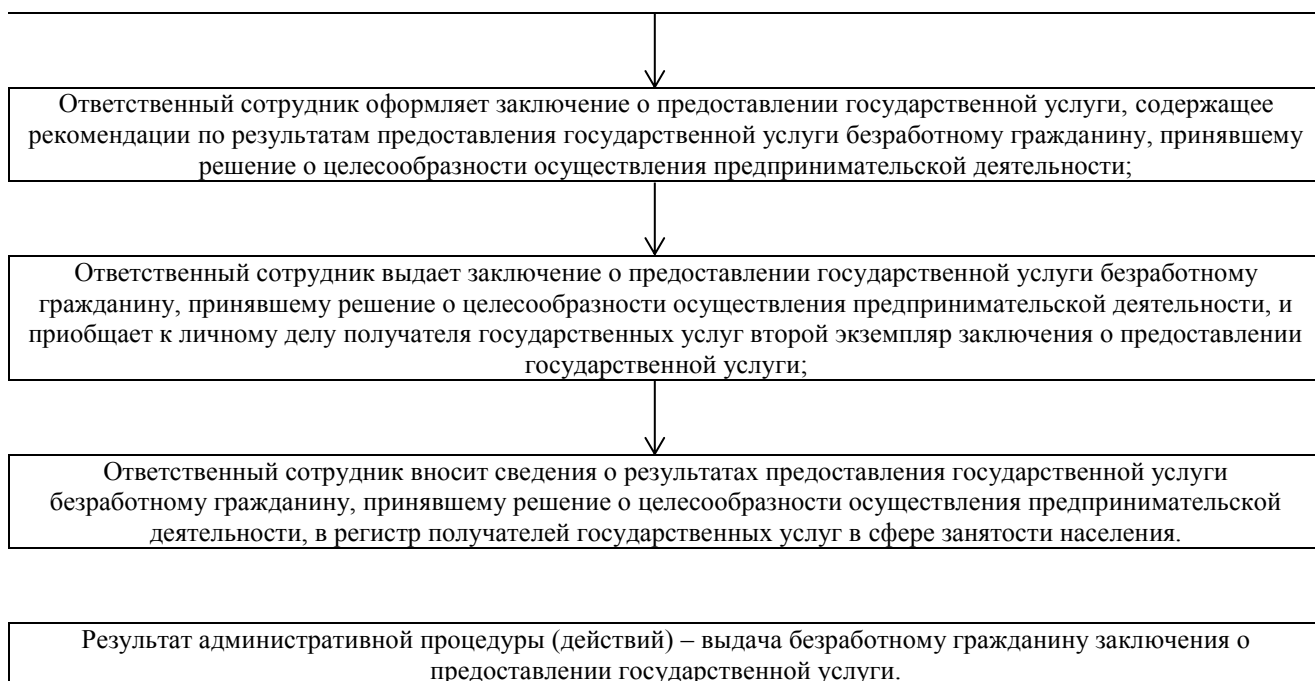 Ответственный сотрудник оформляет заключение о предоставлении государственной услуги, содержащее
рекомендации по результатам предоставления государственной услуги безработному гражданину, принявшему
решение о целесообразности осуществления предпринимательской деятельности;
Ответственный сотрудник выдает заключение о предоставлении государственной услуги безработному
гражданину, принявшему решение о целесообразности осуществления предпринимательской деятельности, и
приобщает к личному делу получателя государственных услуг второй экземпляр заключения о предоставлении
государственной услуги;
Ответственный сотрудник вносит сведения о результатах предоставления государственной услуги
безработному гражданину, принявшему решение о целесообразности осуществления предпринимательской
деятельности, в регистр получателей государственных услуг в сфере занятости населения.
Результат административной процедуры (действий) – выдача безработному гражданину заключения о
предоставлении государственной услуги.